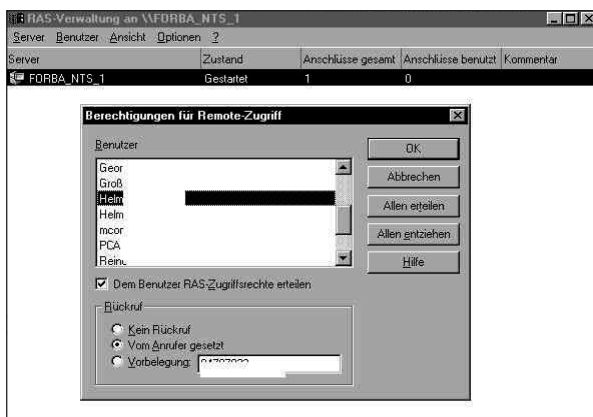 RAS-Verwaltung an \\FORBA_NTS_1
Server Benutzer Ansicht Optionen ?
Server Zustand Anschlüsse gesamt Anschlüsse benutzt Kommentar
FORBA_NTS_1 Gestartet 1 0
Berechtigungen für Remote-Zugriff
Benutzer
Geor
Groß
Helm
Helm
mcor
PCA
Rein
OK
Abbrechen
Allen erteilen
Allen entziehen
Hilfe
Dem Benutzer RAS-Zugriffsrechte erteilen
Rückruf
Kein Rückruf
Vom Anrufer gesetzt
Vorbelegung: